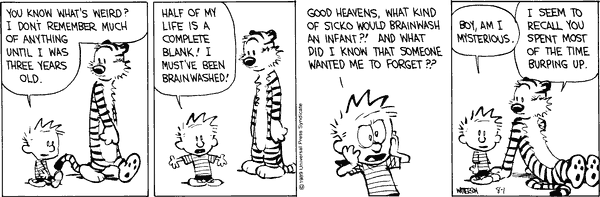 YOU KNOW WHAT'S WEIRD?
I DON'T REMEMBER MUCH
OF ANYTHING
UNTIL I WAS
THREE YEARS
OLD.
HALF OF MY
LIFE IS A
COMPLETE
BLANK! I
MUST'VE BEEN
BRAINWASHED!
© 1989 Universal Press Syndicate
GOOD HEAVENS, WHAT KIND
OF SICKO WOULD BRAINWASH
AN INFANT?! AND WHAT
DID I KNOW THAT SOMEONE
WANTED ME TO FORGET??
BOY, AM I
MYSTERIOUS.
I SEEM TO
RECALL YOU
SPENT MOST
OF THE TIME
BURPING UP.
WATTERSON 8-1